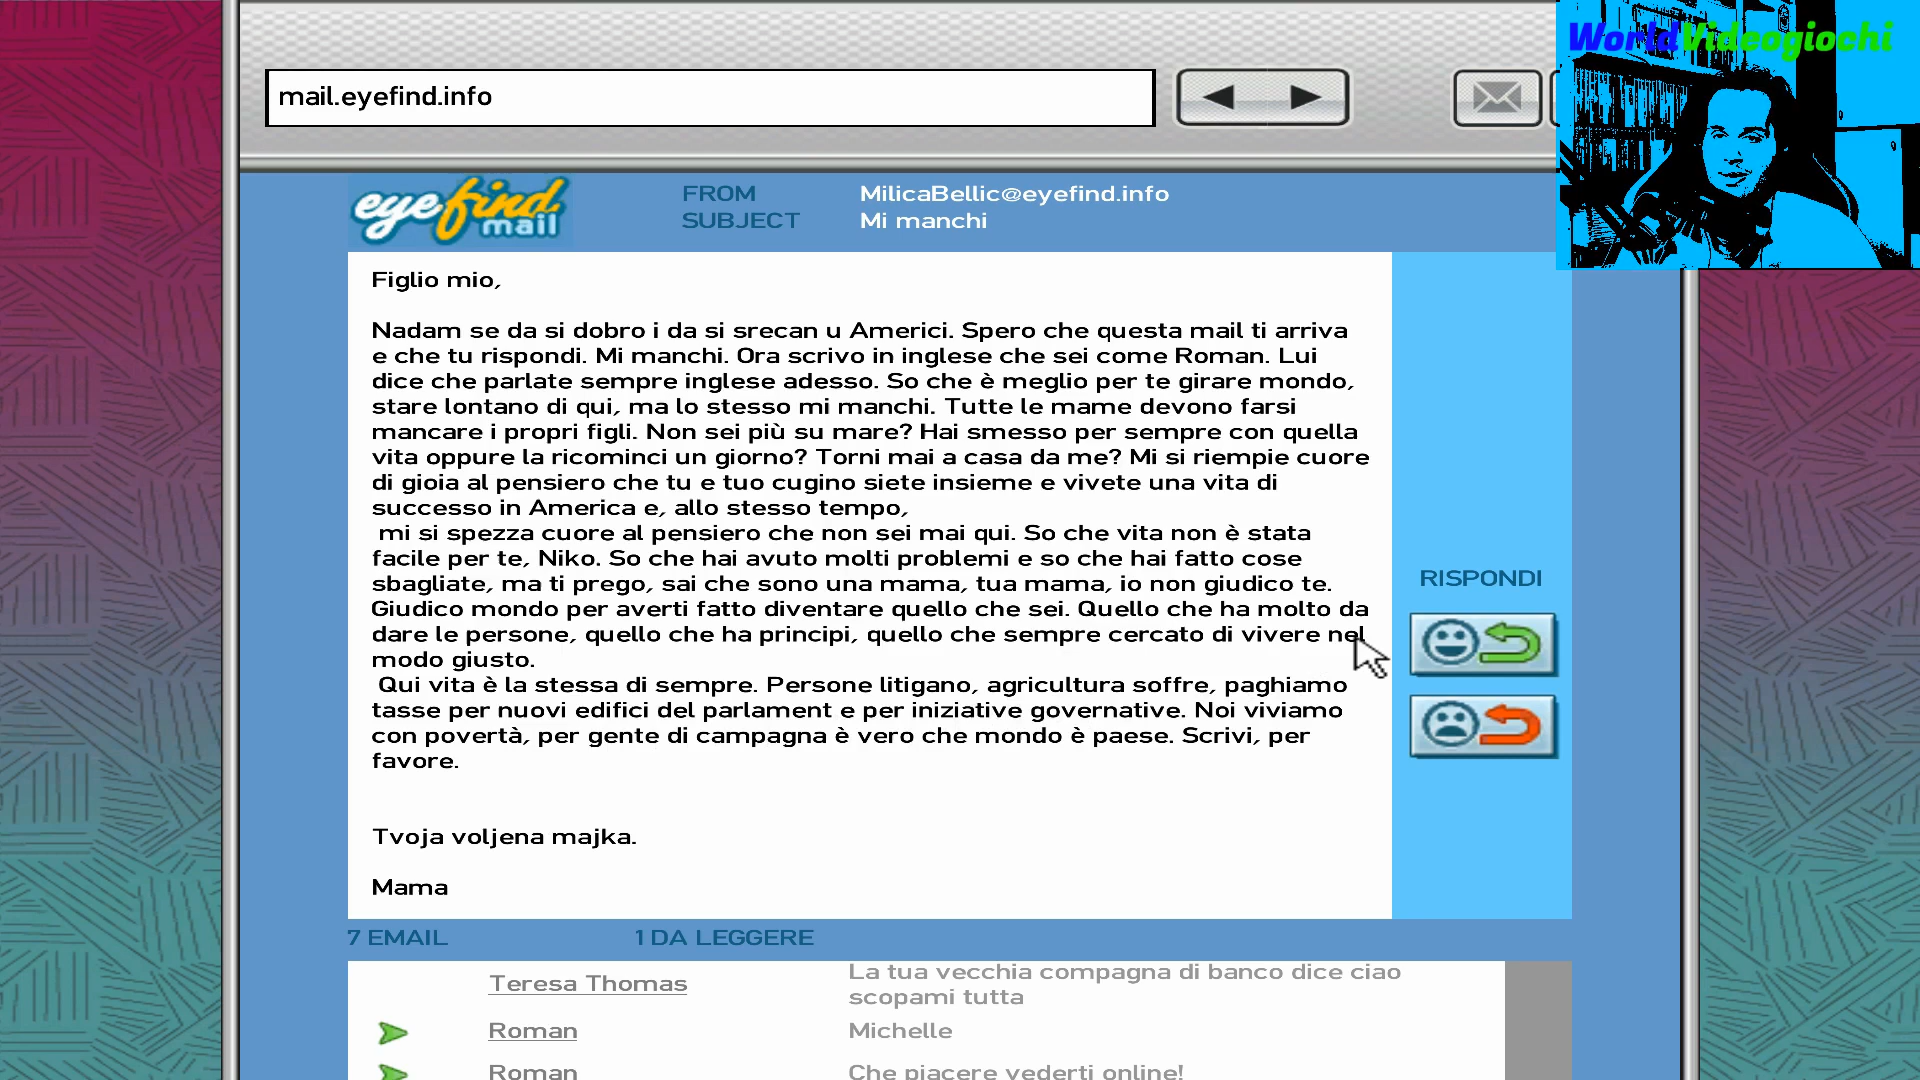 WorldVideogiochi
mail.eyefind.info
eyefind mail
FROM MilicaBellic@eyefind.info
SUBJECT Mi manchi
Figlio mio,
Nadam se da si dobro i da si srecan u Americi. Spero che questa mail ti arriva
e che tu rispondi. Mi manchi. Ora scrivo in inglese che sei come Roman. Lui
dice che parlate sempre inglese adesso. So che è meglio per te girare mondo,
stare lontano di qui, ma lo stesso mi manchi. Tutte le mame devono farsi
mancare i propri figli. Non sei più su mare? Hai smesso per sempre con quella
vita oppure la ricominci un giorno? Torni mai a casa da me? Mi si riempie cuore
di gioia al pensiero che tu e tuo cugino siete insieme e vivete una vita di
successo in America e, allo stesso tempo,
mi si spezza cuore al pensiero che non sei mai qui. So che vita non è stata
facile per te, Niko. So che hai avuto molti problemi e so che hai fatto cose
sbagliate, ma ti prego, sai che sono una mama, tua mama, io non giudico te.
Giudico mondo per averti fatto diventare quello che sei. Quello che ha molto da
dare le persone, quello che ha principi, quello che sempre cercato di vivere nel
modo giusto.
Qui vita è la stessa di sempre. Persone litigano, agricultura soffre, paghiamo
tasse per nuovi edifici del parlament e per iniziative governative. Noi viviamo
con povertà, per gente di campagna è vero che mondo è paese. Scrivi, per
favore.
Tvoja voljena majka.
Mama
RISPONDI
7 EMAIL 1 DA LEGGERE
Teresa Thomas La tua vecchia compagna di banco dice ciao
scopami tutta
Roman Michelle
Roman Che piacere vederti online!